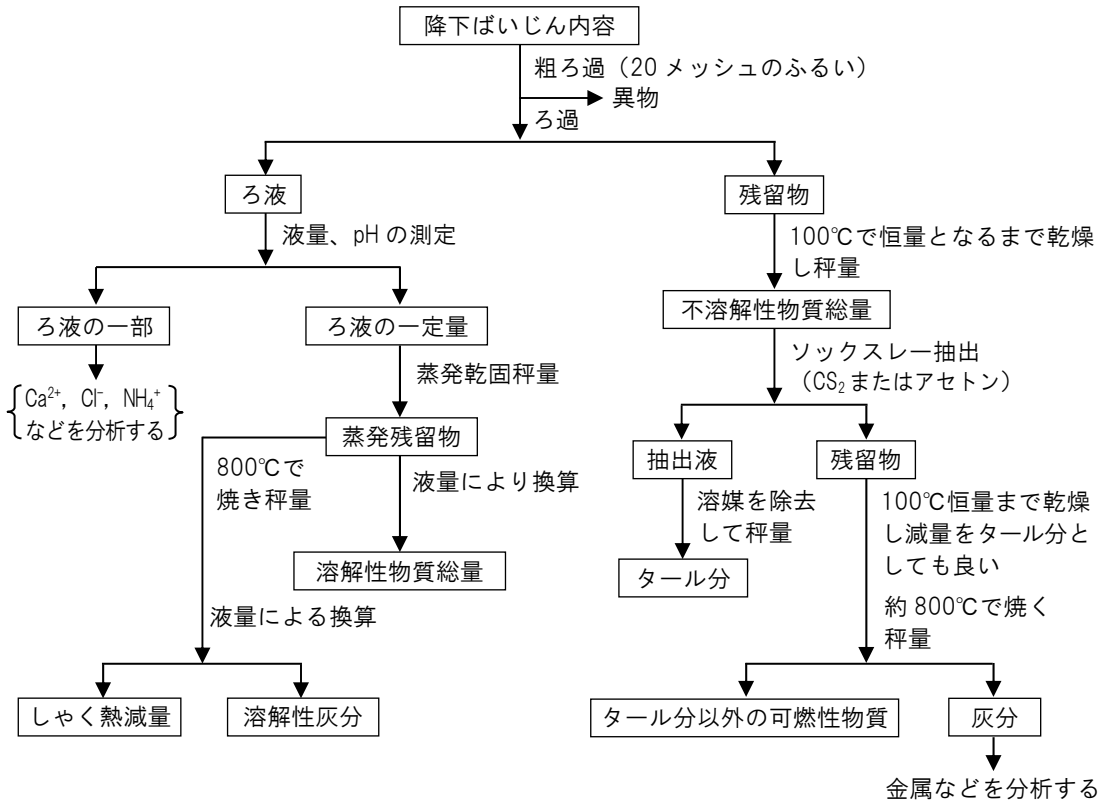 降下ばいじん内容
粗ろ過（20 メッシュのふるい）
異物
ろ過
ろ液
残留物
液量、pH の測定
100℃で恒量となるまで乾燥
し秤量
ろ液の一部
ろ液の一定量
不溶解性物質総量
Ca²⁺, Cl⁻, NH₄⁺
などを分析する
蒸発乾固秤量
ソックスレー抽出
（CS₂またはアセトン）
蒸発残留物
抽出液
残留物
800℃で
焼き秤量
液量により換算
溶媒を除去
して秤量
100℃恒量まで乾燥
し減量をタール分と
しても良い
溶解性物質総量
タール分
液量による換算
約 800℃で焼く
秤量
しゃく熱減量
溶解性灰分
タール分以外の可燃性物質
灰分
金属などを分析する